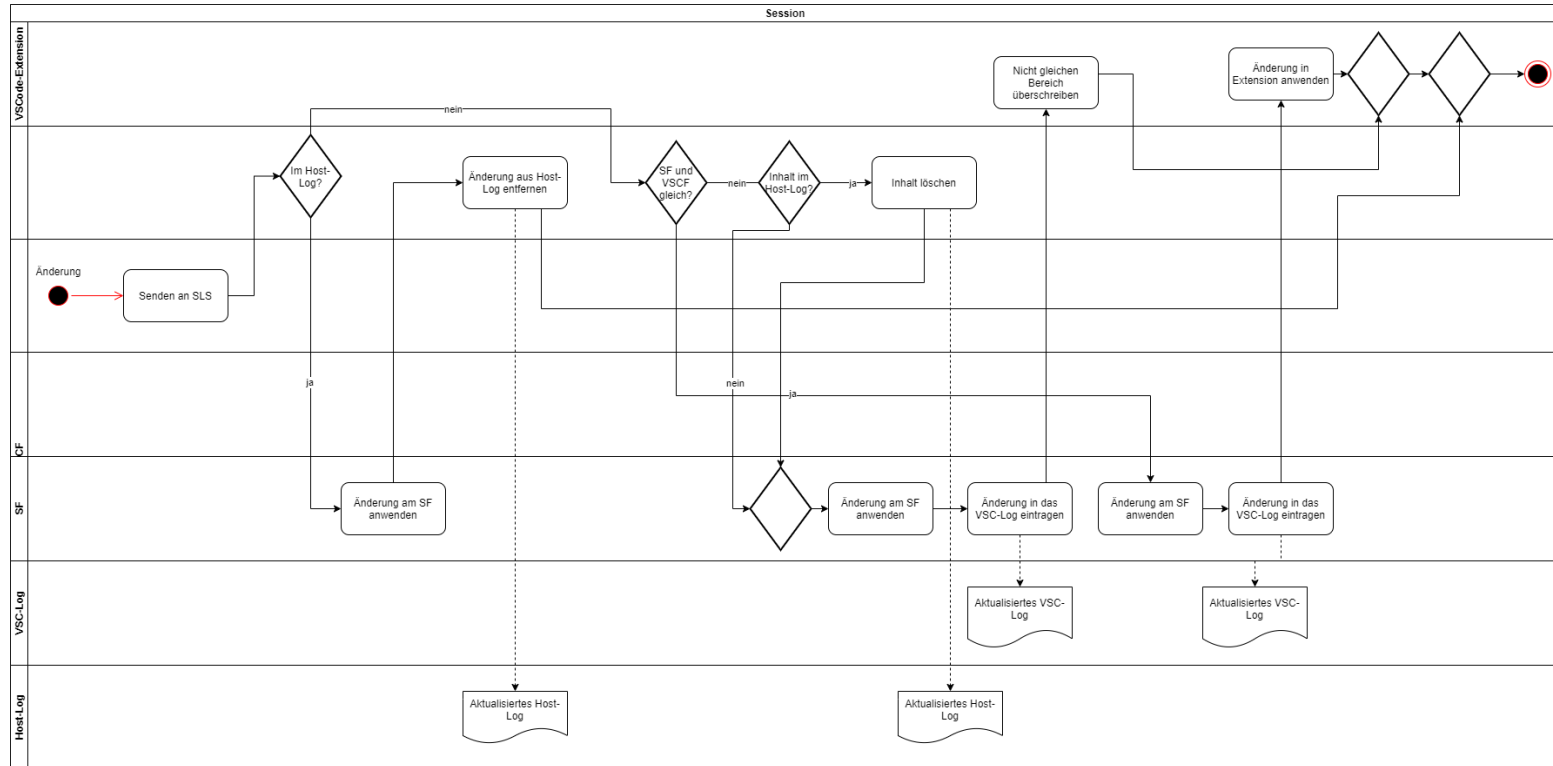 Session
VSCode-Extension
Nicht gleichen
Bereich
überschreiben
Änderung in
Extension anwenden
nein
Im Host-
Log?
Änderung aus Host-
Log entfernen
SF und
VSCF
gleich?
nein
Inhalt im
Host-Log?
ja
Inhalt löschen
Änderung
Senden an SLS
ja
nein
ja
CF
SF
Änderung am SF
anwenden
Änderung am SF
anwenden
Änderung in das
VSC-Log eintragen
Änderung am SF
anwenden
Änderung in das
VSC-Log eintragen
VSC-Log
Aktualisiertes VSC-
Log
Aktualisiertes VSC-
Log
Host-Log
Aktualisiertes Host-
Log
Aktualisiertes Host-
Log